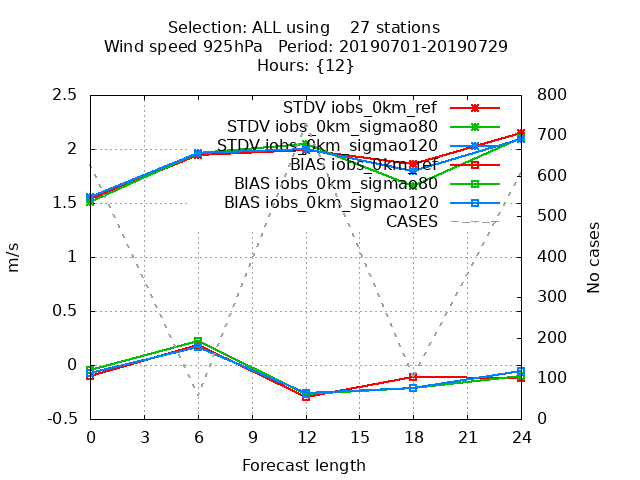 Selection: ALL using    27 stations
Wind speed 925hPa   Period: 20190701-20190729
Hours: {12}
2.5
2
1.5
1
0.5
0
-0.5
m/s
STDV iobs_0km_ref
STDV iobs_0km_sigmao80
STDV iobs_0km_sigmao120
BIAS iobs_0km_ref
BIAS iobs_0km_sigmao80
BIAS iobs_0km_sigmao120
CASES
800
700
600
500
400
300
200
100
0
No cases
0 3 6 9 12 15 18 21 24
Forecast length